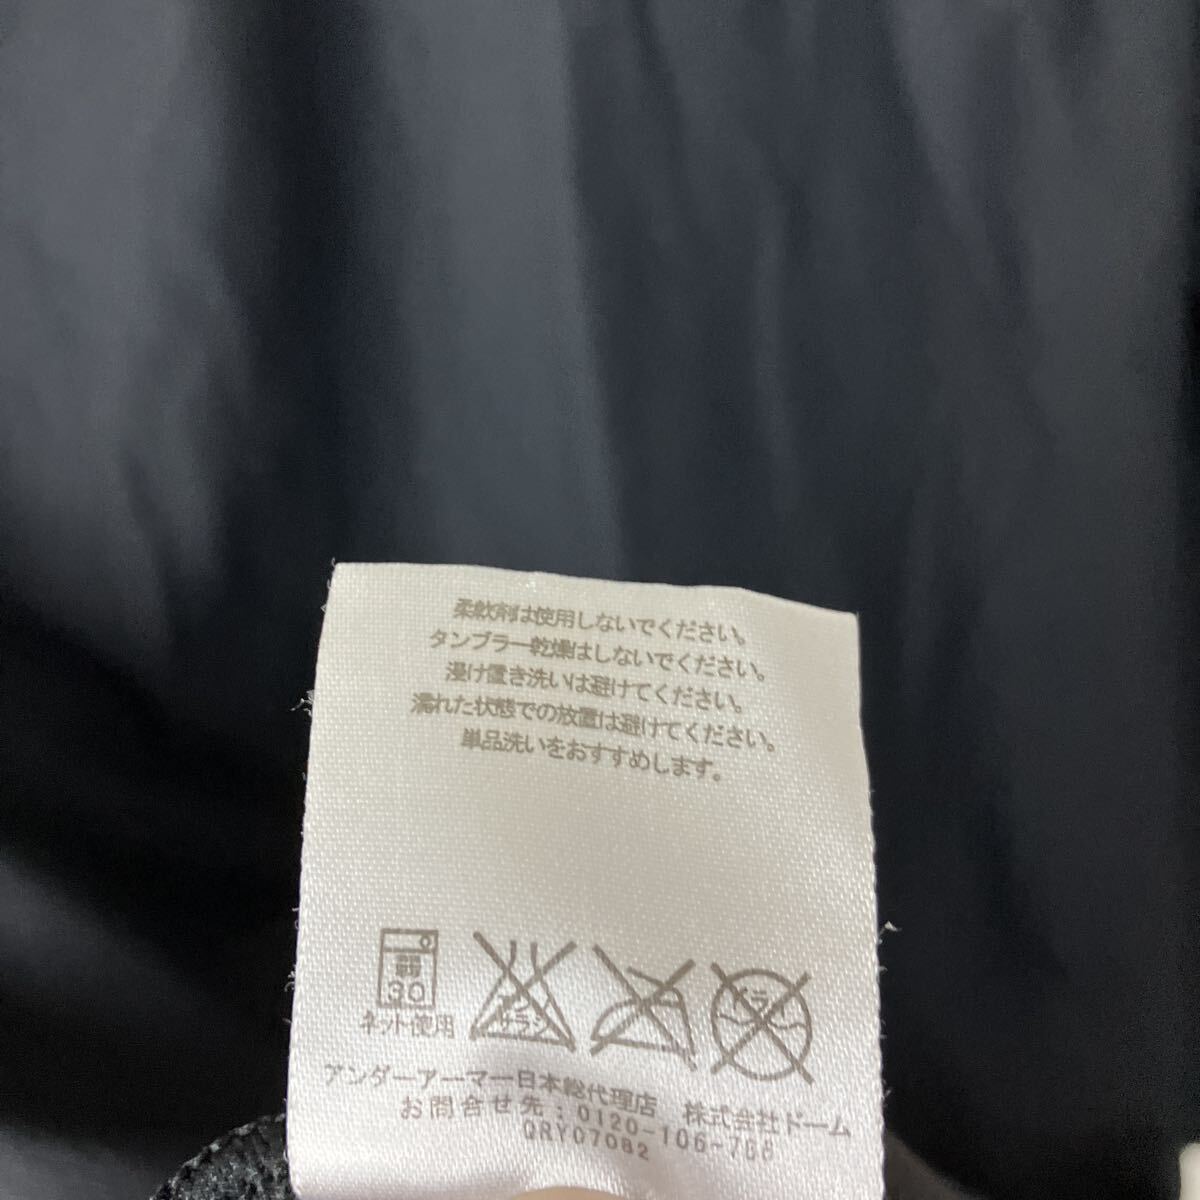 柔軟剤は使用しないでください。
タンブラー乾燥はしないでください。
浸け置き洗いは避けてください。
濡れた状態での放置は避けてください。
単品洗いをおすすめします。
弱
30
ネット使用
エンソ
サラシ
ドライ
アンダーアーマー日本総代理店 株式会社ドーム
お問合せ先：0120-106-786
QRY07082